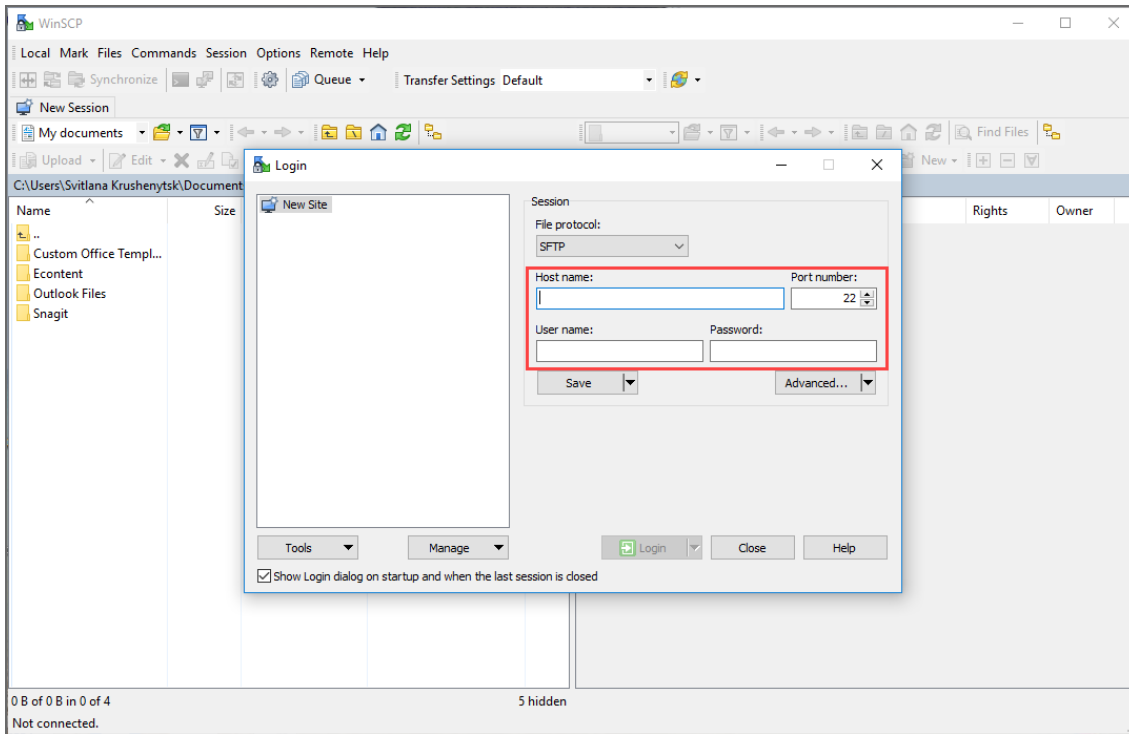 WinSCP
Local Mark Files Commands Session Options Remote Help
Synchronize Queue Transfer Settings Default
New Session
My documents Find Files
Upload Edit New
C:\Users\Svitlana Krushenytsk\Document
Name Size Rights Owner
..
Custom Office Templ...
Econtent
Outlook Files
Snagit
Login
New Site
Session
File protocol:
SFTP
Host name: Port number:
22
User name: Password:
Save Advanced...
Tools Manage Login Close Help
Show Login dialog on startup and when the last session is closed
0 B of 0 B in 0 of 4 5 hidden
Not connected.